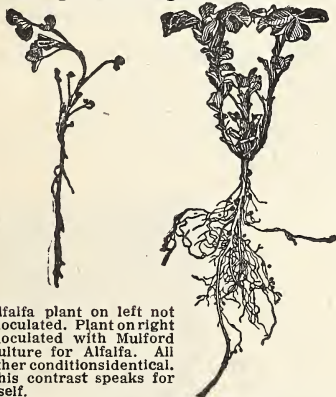 lfalfa plant on left not
oculated. Plant on right
oculated with Mulford
ulture for Alfalfa. All
ther conditions identical.
his contrast speaks for
self.